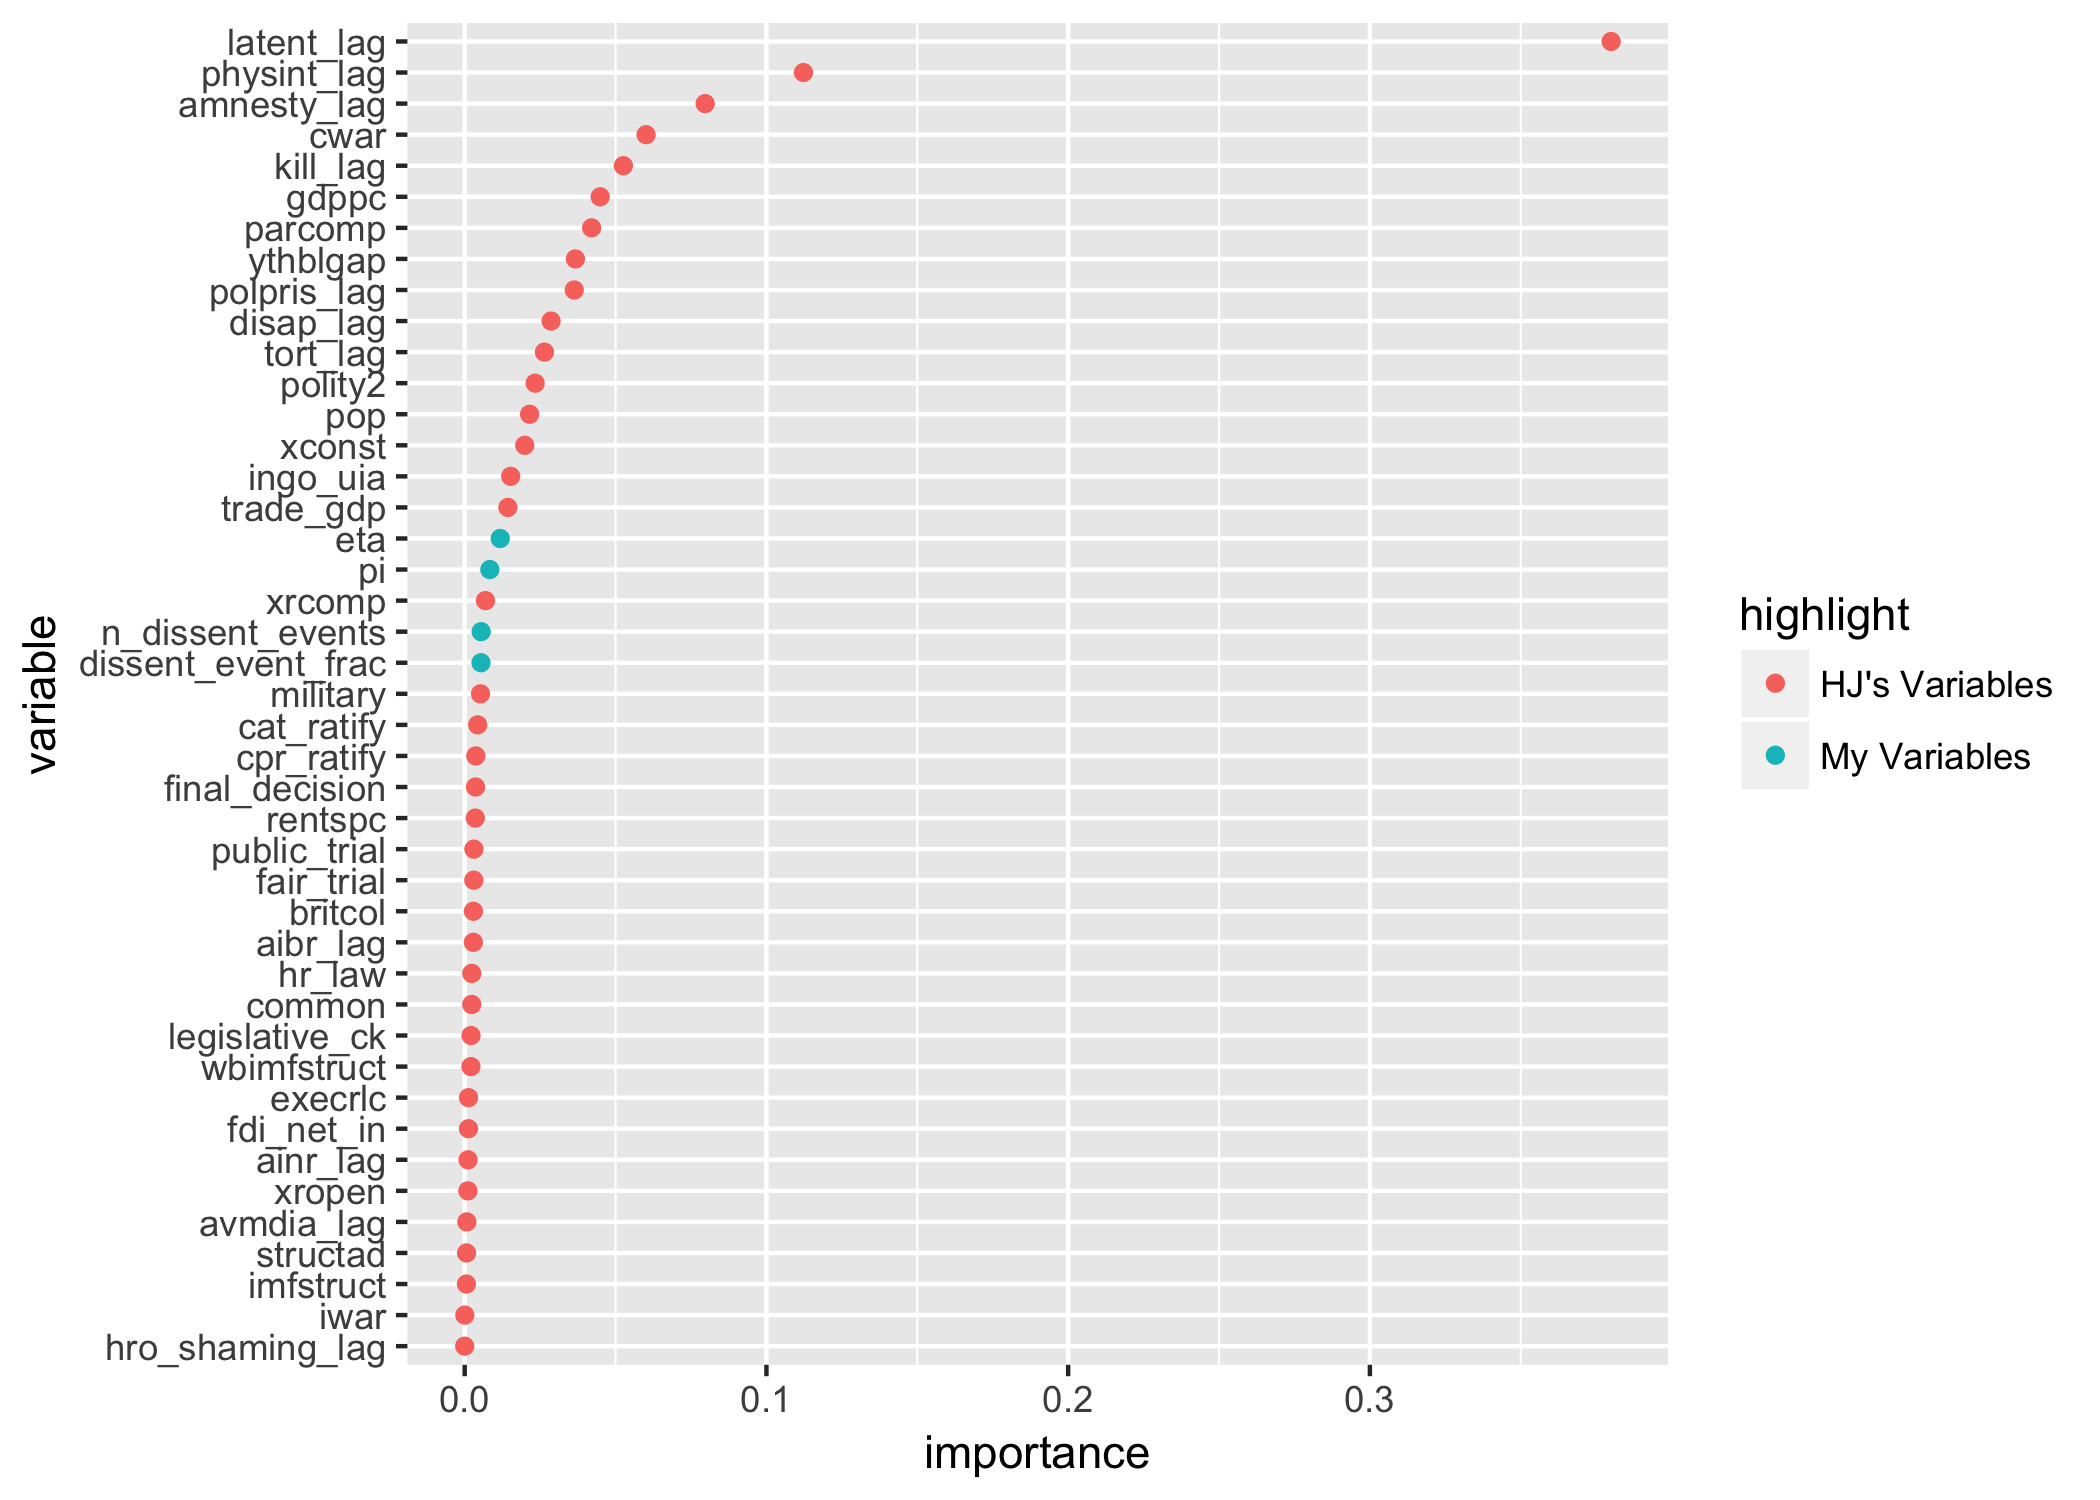 latent_lag
physint_lag
amnesty_lag
cwar
kill_lag
gdppc
parcomp
ythblgap
polpris_lag
disap_lag
tort_lag
polity2
pop
xconst
ingo_uia
trade_gdp
eta
pi
xrcomp
n_dissent_events
dissent_event_frac
military
cat_ratify
cpr_ratify
final_decision
rentspc
public_trial
fair_trial
britcol
aibr_lag
hr_law
common
legislative_ck
wbimfstruct
execrlc
fdi_net_in
ainr_lag
xropen
avmdia_lag
structad
imfstruct
iwar
hro_shaming_lag
variable
0.0
0.1
0.2
0.3
importance
highlight
HJ's Variables
My Variables